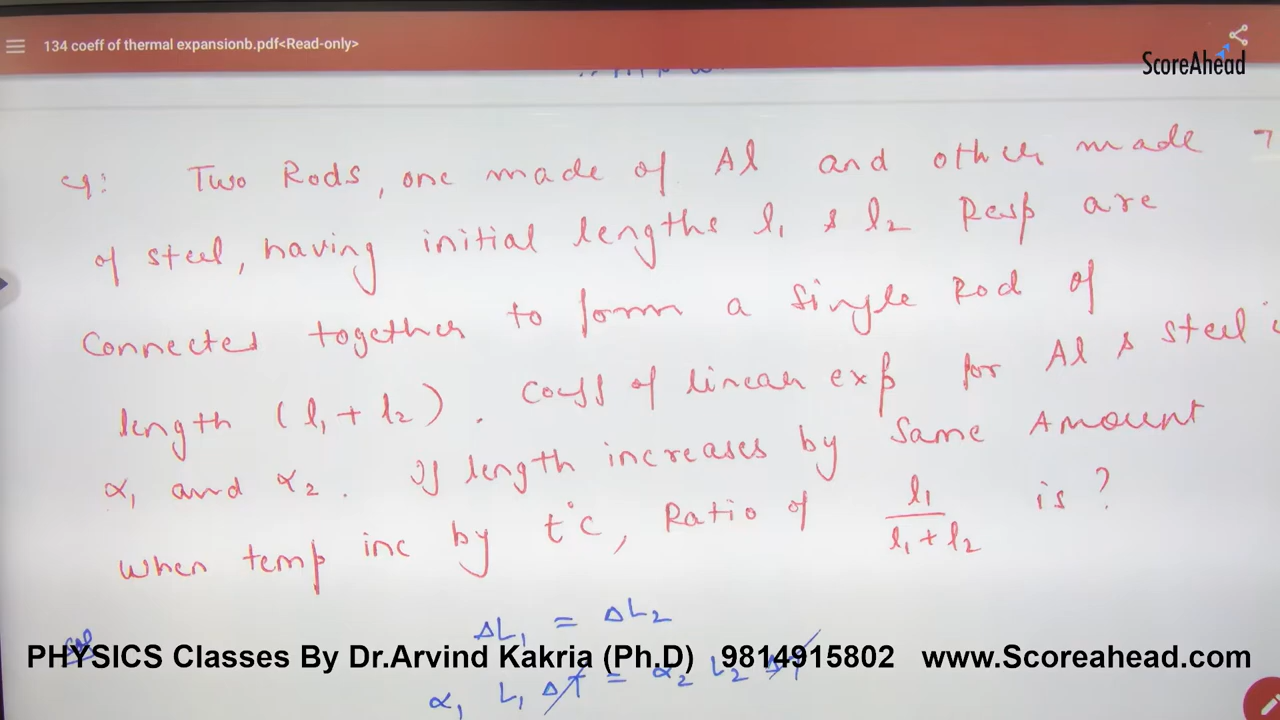 134 coeff of thermal expansionb.pdf<Read-only>
ScoreAhead
Q: Two Rods, one made of Al and other made
of steel, having initial lengths l₁ & l₂ Resp are
Connected together to form a single Rod of
length (l₁ + l₂). Coeff of linear exp for Al & steel is
α₁ and α₂. If length increases by same Amount
when temp inc by t°C, Ratio of l₁/(l₁ + l₂) is?
Sol
ΔL₁ = ΔL₂
PHYSICS Classes By Dr.Arvind Kakria (Ph.D) 9814915802 www.Scoreahead.com
α₁ L₁ ΔT = α₂ L₂ ΔT